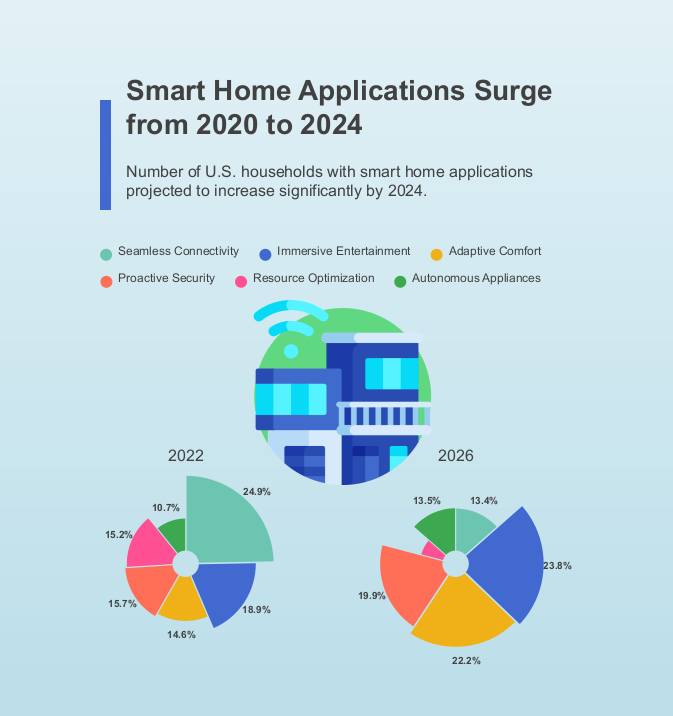 Smart Home Applications Surge
from 2020 to 2024
Number of U.S. households with smart home applications
projected to increase significantly by 2024.
Seamless Connectivity
Immersive Entertainment
Adaptive Comfort
Proactive Security
Resource Optimization
Autonomous Appliances
2022
24.9%
18.9%
14.6%
15.7%
15.2%
10.7%
2026
13.4%
23.8%
22.2%
19.9%
13.5%